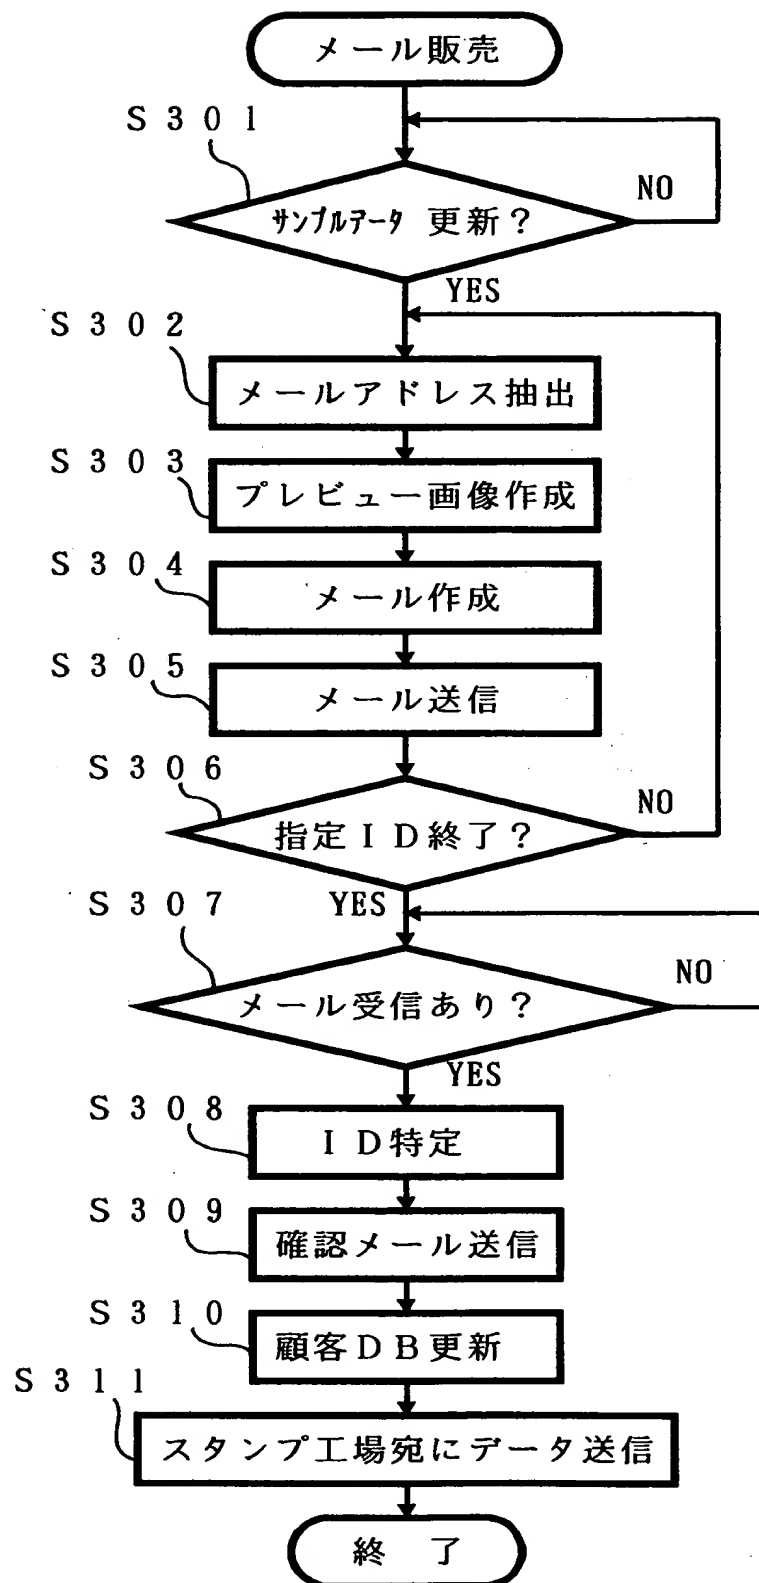 メール販売
S301
サンプルデータ 更新?
NO
YES
S302
メールアドレス抽出
S303
プレビュー画像作成
S304
メール作成
S305
メール送信
S306
指定ID終了?
NO
YES
S307
メール受信あり?
NO
YES
S308
ID特定
S309
確認メール送信
S310
顧客DB更新
S311
スタンプ工場宛にデータ送信
終 了